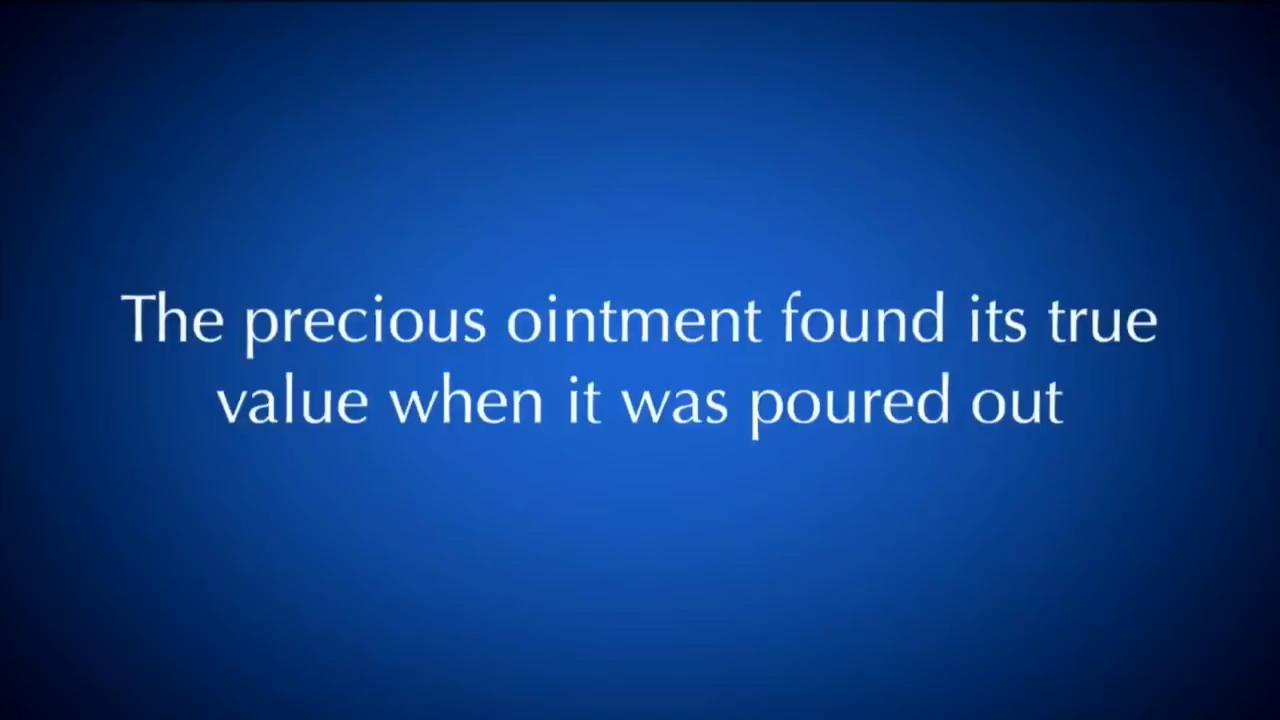 The precious ointment found its true
value when it was poured out